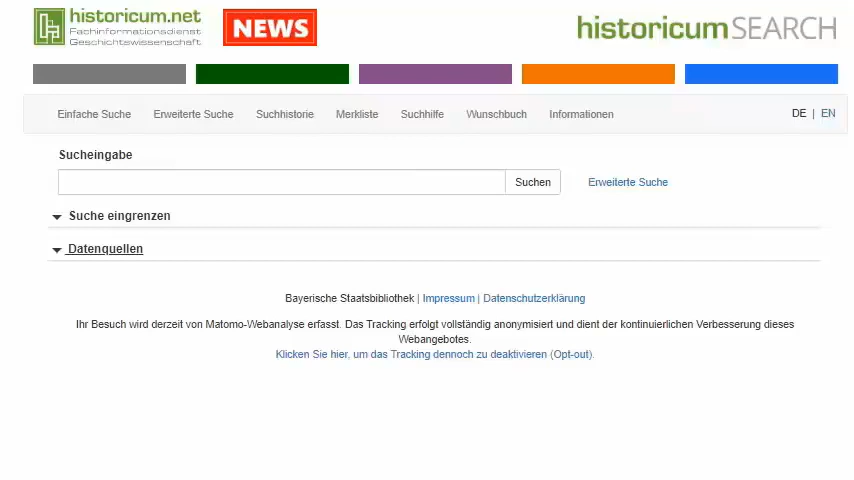 historicum.net
Fachinformationsdienst
Geschichtswissenschaft
NEWS
historicumSEARCH
Einfache Suche Erweiterte Suche Suchhistorie Merkliste Suchhilfe Wunschbuch Informationen DE | EN
Sucheingabe
Suchen Erweiterte Suche
Suche eingrenzen
Datenquellen
Bayerische Staatsbibliothek | Impressum | Datenschutzerklärung
Ihr Besuch wird derzeit von Matomo-Webanalyse erfasst. Das Tracking erfolgt vollständig anonymisiert und dient der kontinuierlichen Verbesserung dieses
Webangebotes.
Klicken Sie hier, um das Tracking dennoch zu deaktivieren (Opt-out).